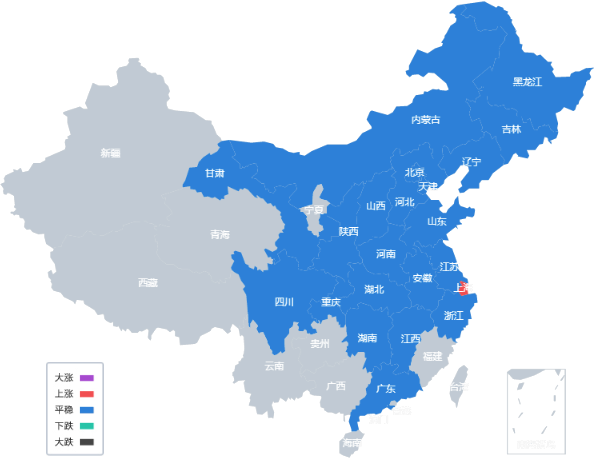 黑龙江
内蒙古
吉林
新疆
辽宁
甘肃
北京
天津
宁夏
山西
河北
山东
青海
陕西
河南
江苏
安徽
西藏
上海
四川
重庆
湖北
浙江
湖南
江西
贵州
福建
云南
广西
广东
台湾
海南
大涨
上涨
平稳
下跌
大跌